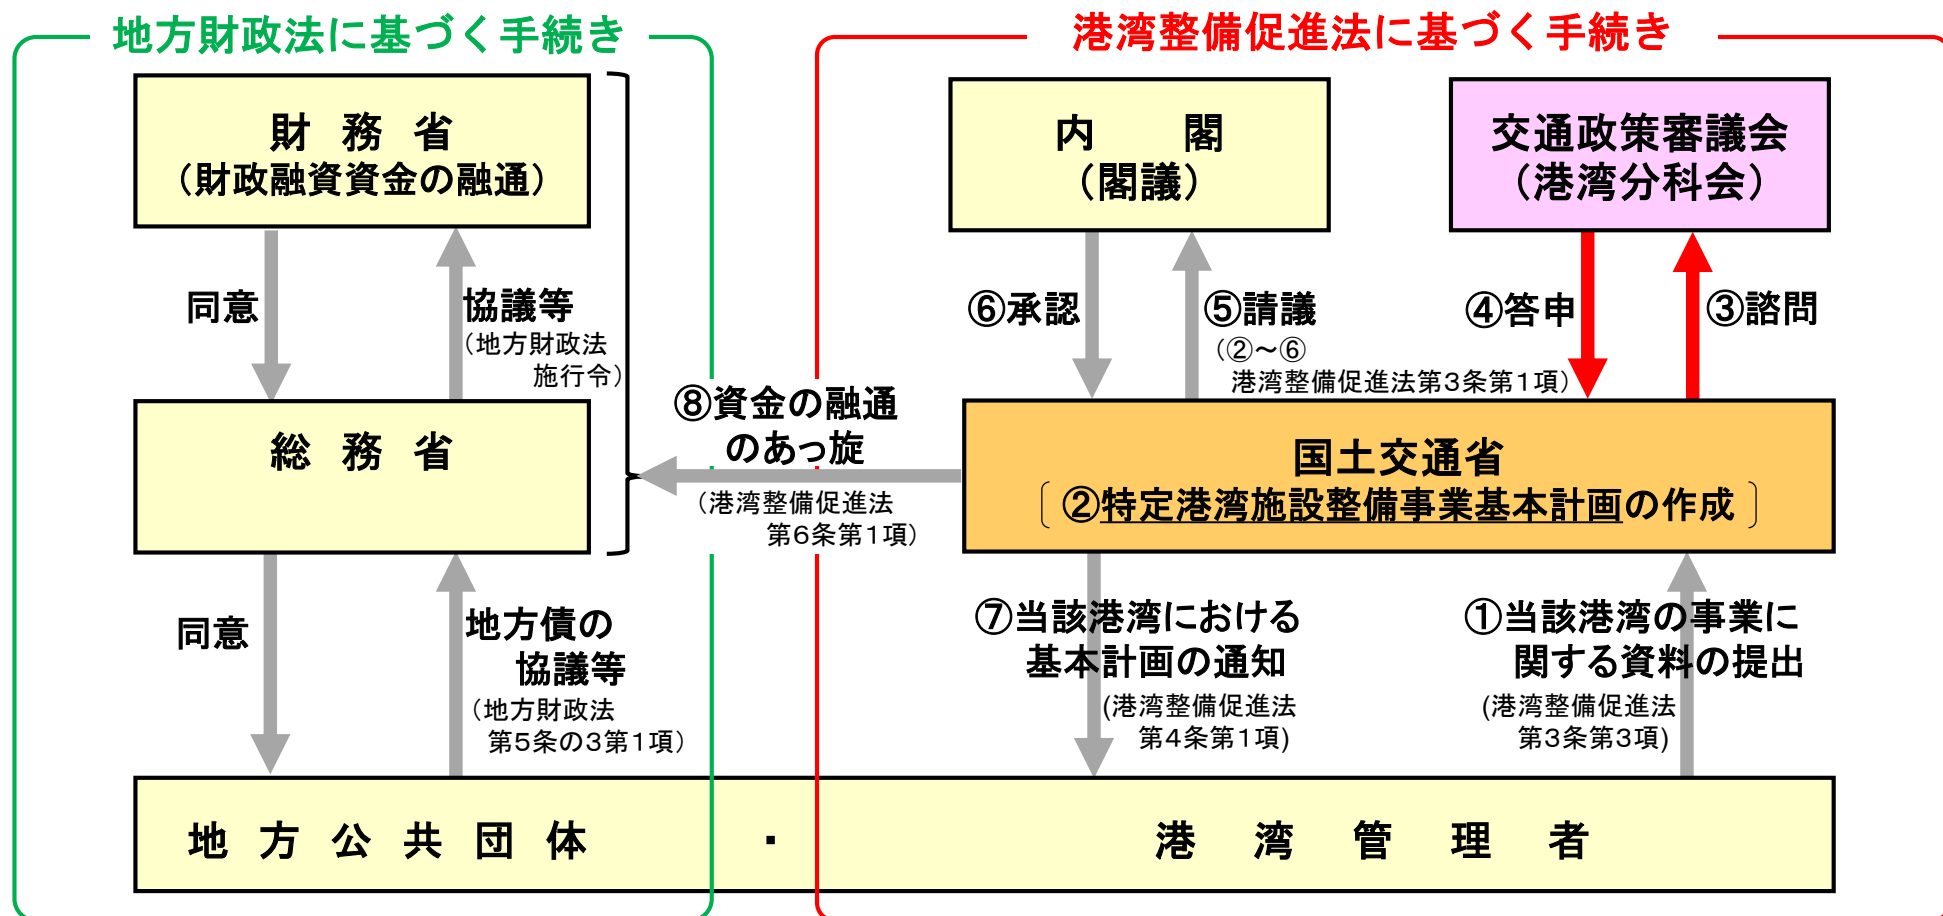 地方財政法に基づく手続き
港湾整備促進法に基づく手続き
財務省
（財政融資資金の融通）
内閣
（閣議）
交通政策審議会
（港湾分科会）
同意
協議等
（地方財政法
施行令）
⑥承認
⑤請議
（②～⑥
港湾整備促進法第３条第１項）
④答申
③諮問
⑧資金の融通
のあっ旋
（港湾整備促進法
第６条第１項）
総務省
国土交通省
〔②特定港湾施設整備事業基本計画の作成〕
同意
地方債の
協議等
（地方財政法
第５条の３第１項）
⑦当該港湾における
基本計画の通知
(港湾整備促進法
第４条第１項)
①当該港湾の事業に
関する資料の提出
(港湾整備促進法
第３条第３項)
地方公共団体・港湾管理者